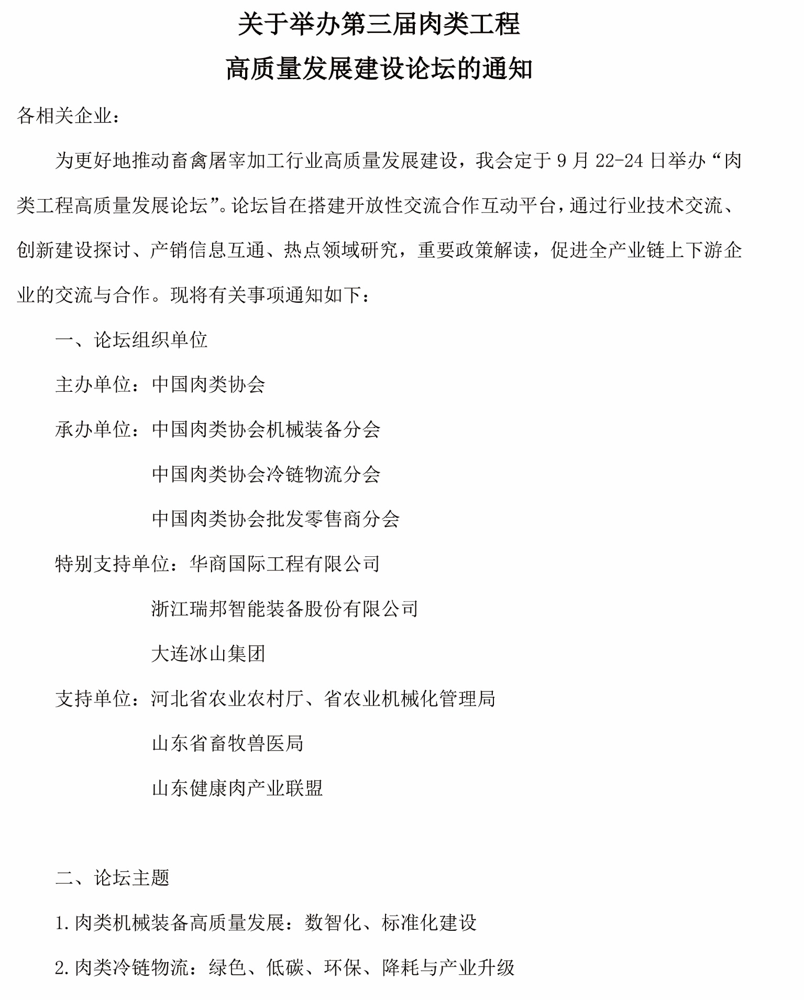 关于举办第三届肉类工程
高质量发展建设论坛的通知
各相关企业：
为更好地推动畜禽屠宰加工行业高质量发展建设，我会定于 9 月 22-24 日举办“肉
类工程高质量发展论坛”。论坛旨在搭建开放性交流合作互动平台，通过行业技术交流、
创新建设探讨、产销信息互通、热点领域研究，重要政策解读，促进全产业链上下游企
业的交流与合作。现将有关事项通知如下：
一、论坛组织单位
主办单位：中国肉类协会
承办单位：中国肉类协会机械装备分会
中国肉类协会冷链物流分会
中国肉类协会批发零售商分会
特别支持单位：华商国际工程有限公司
浙江瑞邦智能装备股份有限公司
大连冰山集团
支持单位：河北省农业农村厅、省农业机械化管理局
山东省畜牧兽医局
山东健康肉产业联盟
二、论坛主题
1.肉类机械装备高质量发展：数智化、标准化建设
2.肉类冷链物流：绿色、低碳、环保、降耗与产业升级